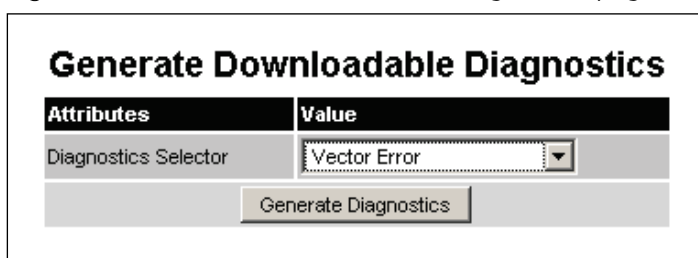 Generate Downloadable Diagnostics
Attributes Value
Diagnostics Selector Vector Error
Generate Diagnostics